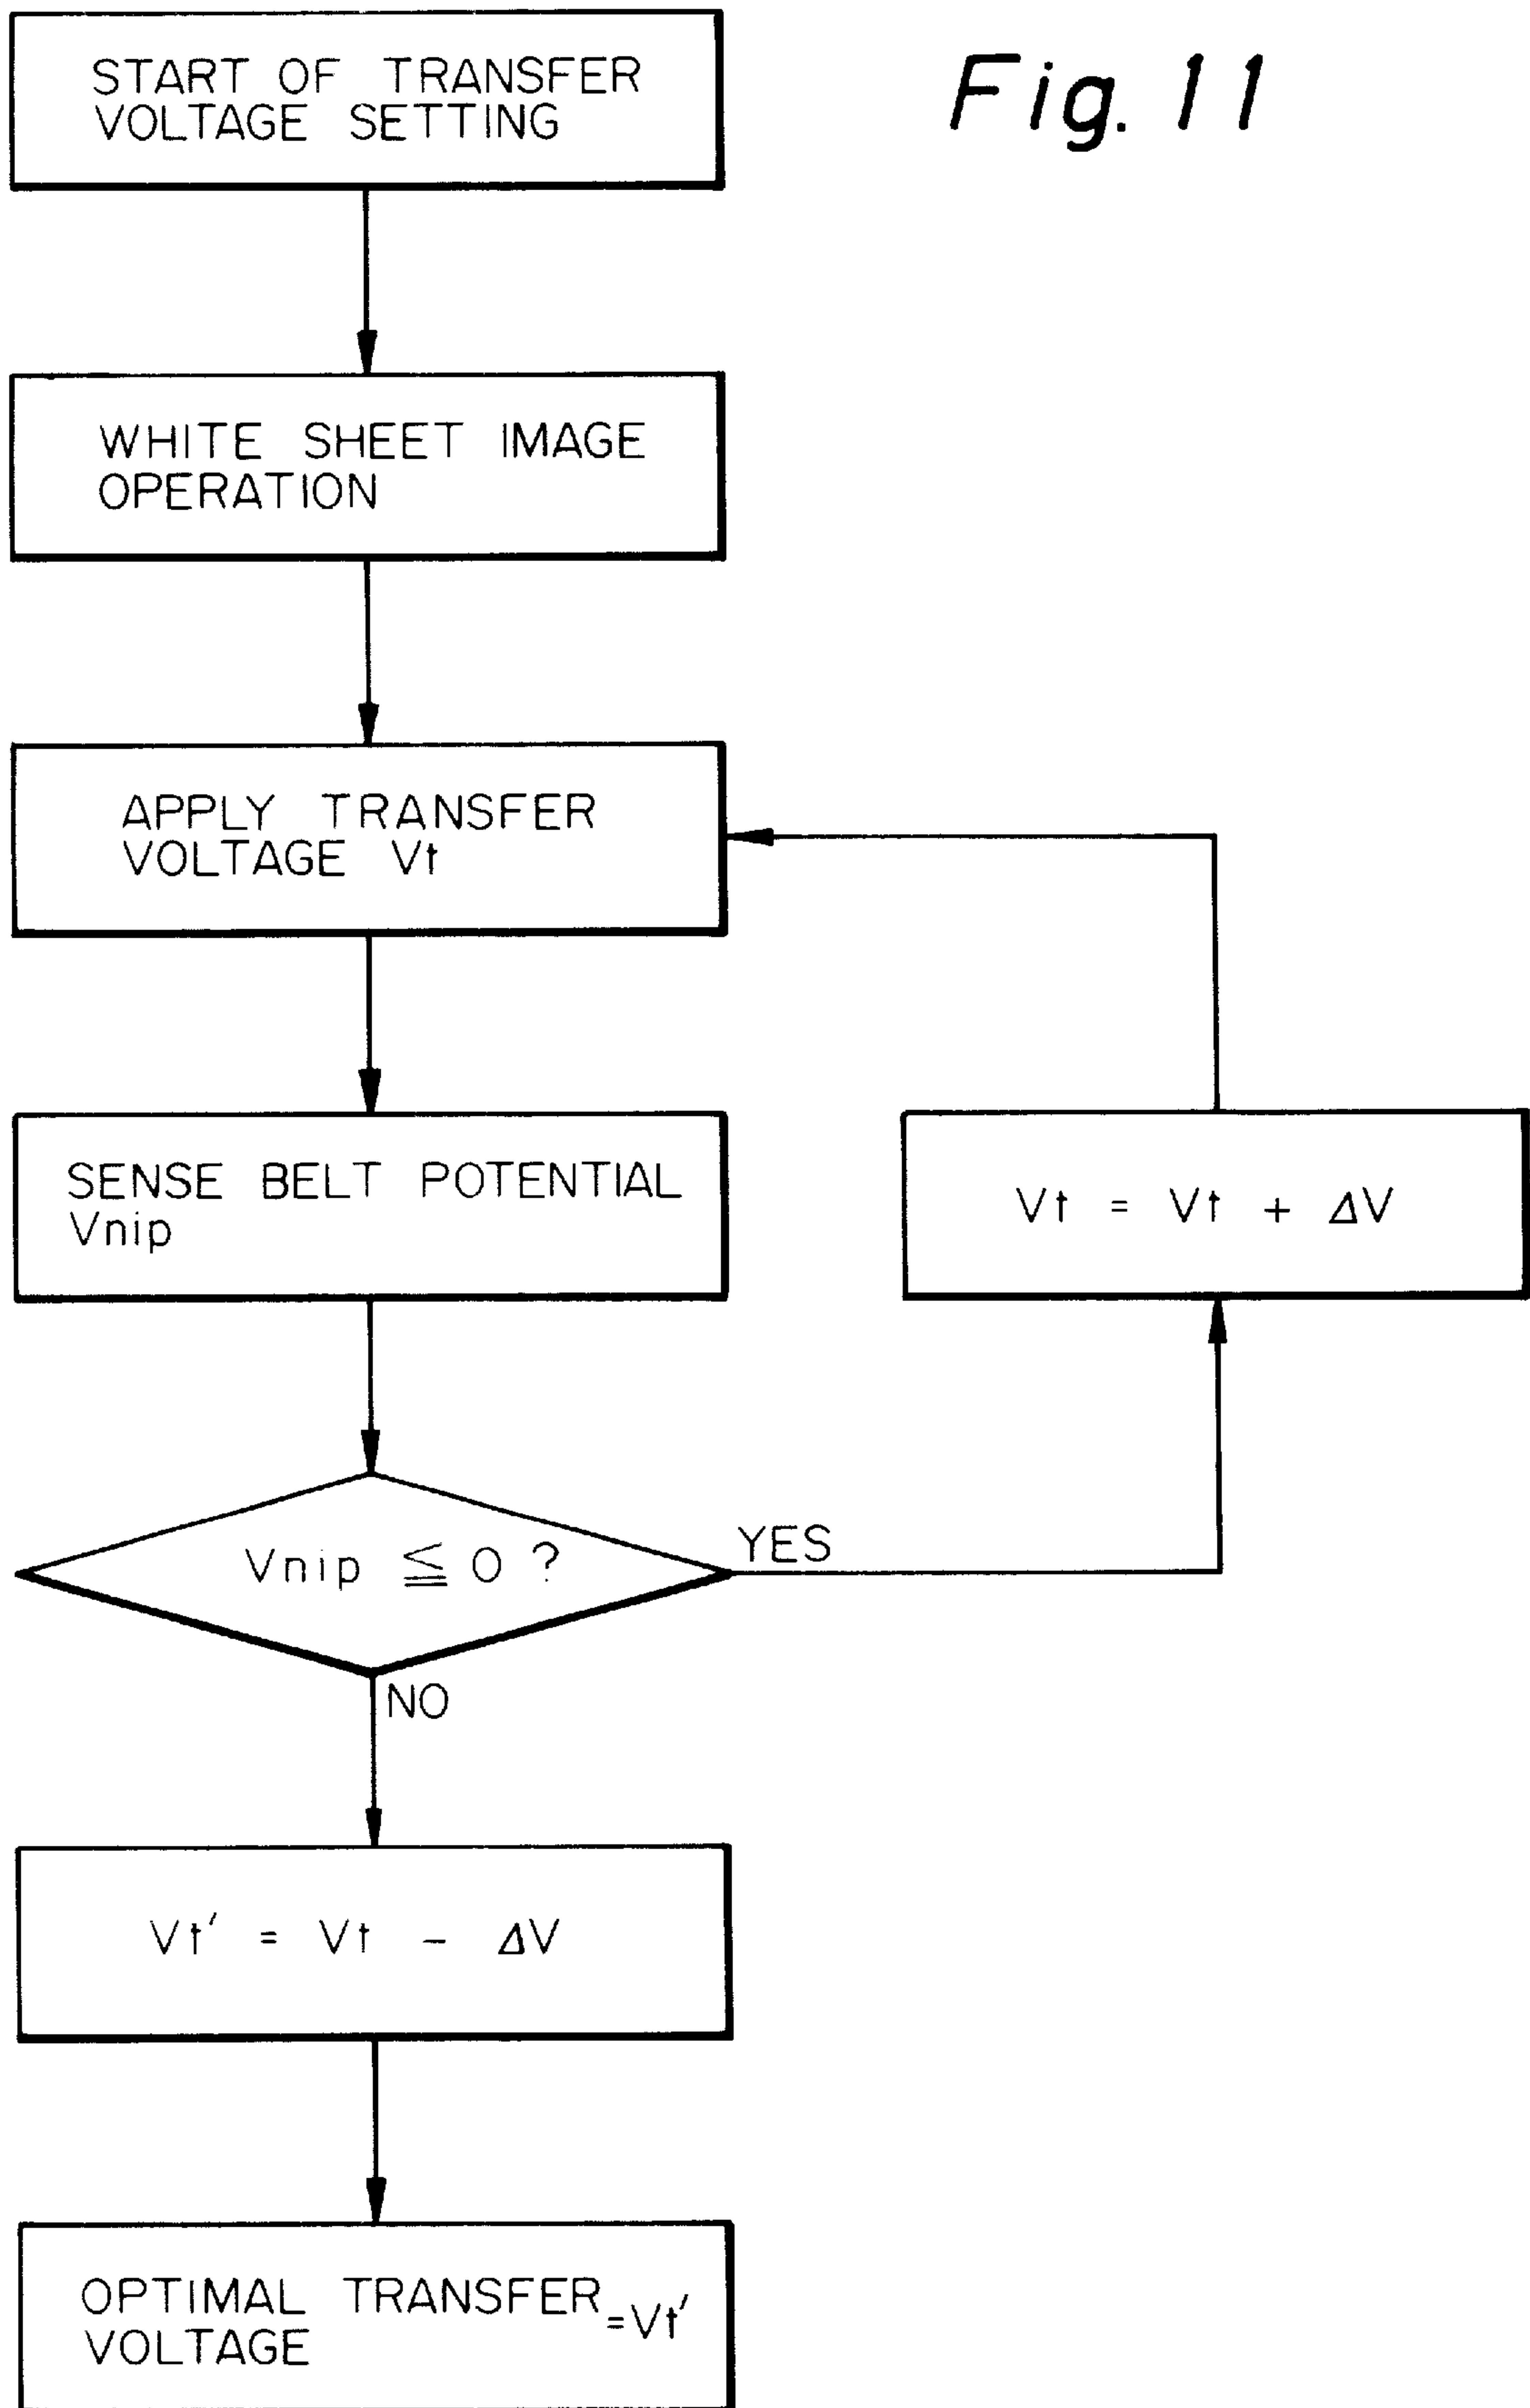 Fig. 11
START OF TRANSFER
VOLTAGE SETTING
WHITE SHEET IMAGE
OPERATION
APPLY TRANSFER
VOLTAGE Vt
SENSE BELT POTENTIAL
Vnip
Vt = Vt + ΔV
Vnip ≦ 0 ?
YES
NO
Vt' = Vt - ΔV
OPTIMAL TRANSFER
VOLTAGE
=Vt'